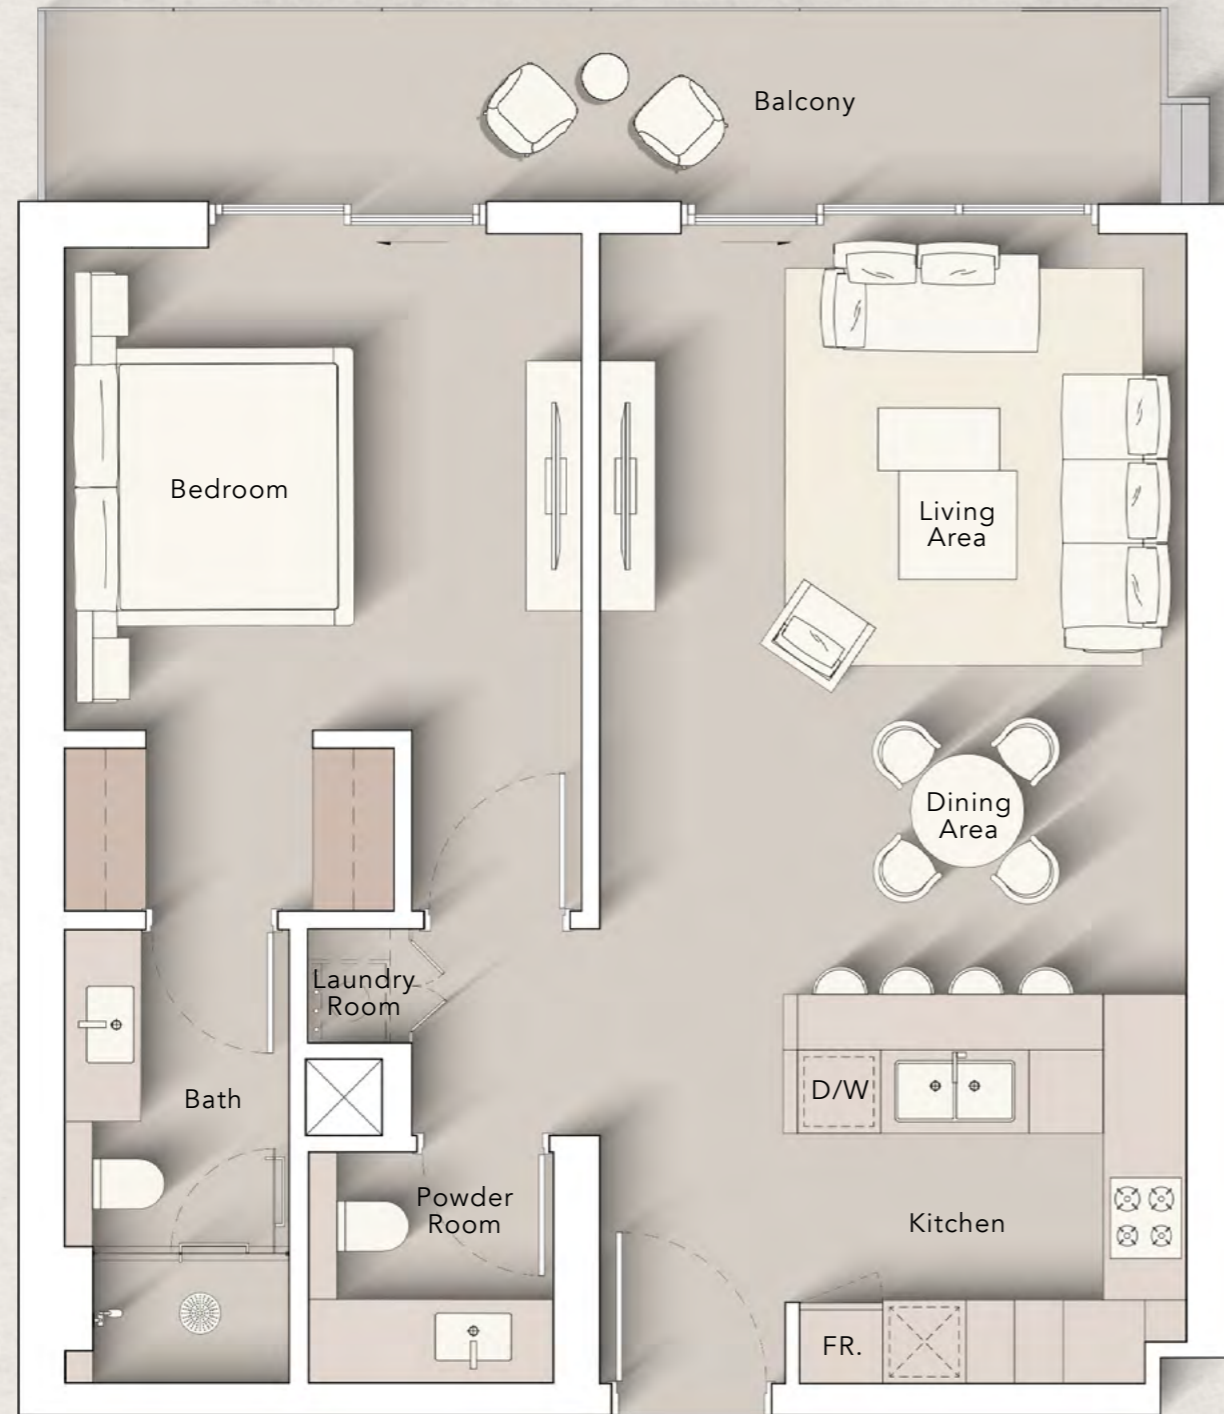 Balcony
Bedroom
Living
Area
Dining
Area
Laundry
Room
D/W
Bath
Powder
Room
Kitchen
FR.